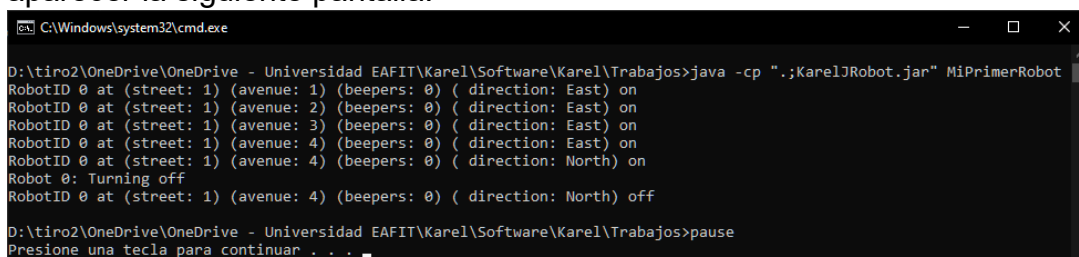 aparecer la siguiente pantalla:
C:\Windows\system32\cmd.exe
D:\tiro2\OneDrive\OneDrive - Universidad EAFIT\Karel\Software\Karel\Trabajos>java -cp ".;KarelJRobot.jar" MiPrimerRobot
RobotID 0 at (street: 1) (avenue: 1) (beepers: 0) ( direction: East) on
RobotID 0 at (street: 1) (avenue: 2) (beepers: 0) ( direction: East) on
RobotID 0 at (street: 1) (avenue: 3) (beepers: 0) ( direction: East) on
RobotID 0 at (street: 1) (avenue: 4) (beepers: 0) ( direction: East) on
RobotID 0 at (street: 1) (avenue: 4) (beepers: 0) ( direction: North) on
Robot 0: Turning off
RobotID 0 at (street: 1) (avenue: 4) (beepers: 0) ( direction: North) off
D:\tiro2\OneDrive\OneDrive - Universidad EAFIT\Karel\Software\Karel\Trabajos>pause
Presione una tecla para continuar . . .